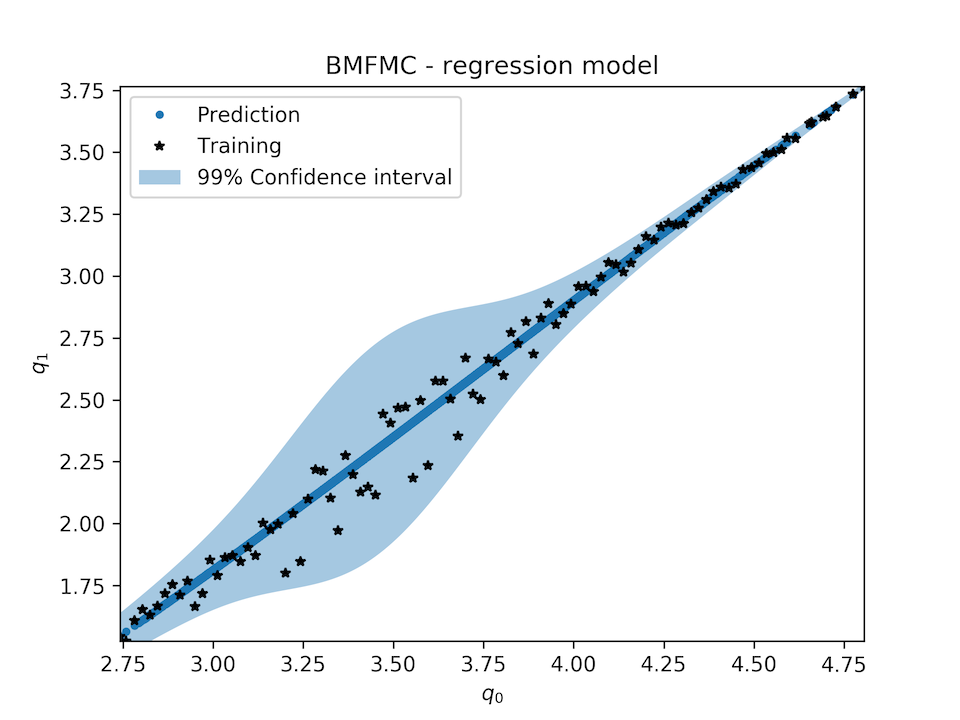 BMFMC - regression model
Prediction
Training
99% Confidence interval
3.75
3.50
3.25
3.00
2.75
2.50
2.25
2.00
1.75
q₁
2.75 3.00 3.25 3.50 3.75 4.00 4.25 4.50 4.75
q₀